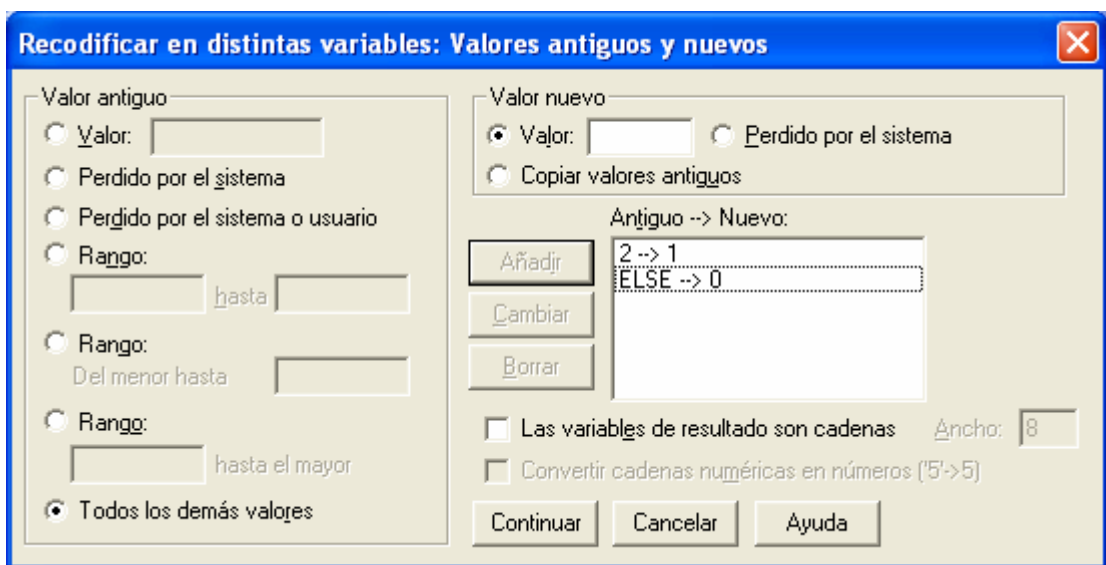 Recodificar en distintas variables: Valores antiguos y nuevos
Valor antiguo
Valor:
Perdido por el sistema
Perdido por el sistema o usuario
Rango:
hasta
Rango:
Del menor hasta
Rango:
hasta el mayor
Todos los demás valores
Valor nuevo
Valor:
Perdido por el sistema
Copiar valores antiguos
Antiguo --> Nuevo:
Añadir
Cambiar
Borrar
2 --> 1
ELSE --> 0
Las variables de resultado son cadenas
Ancho: 8
Convertir cadenas numéricas en números ('5'->5)
Continuar
Cancelar
Ayuda